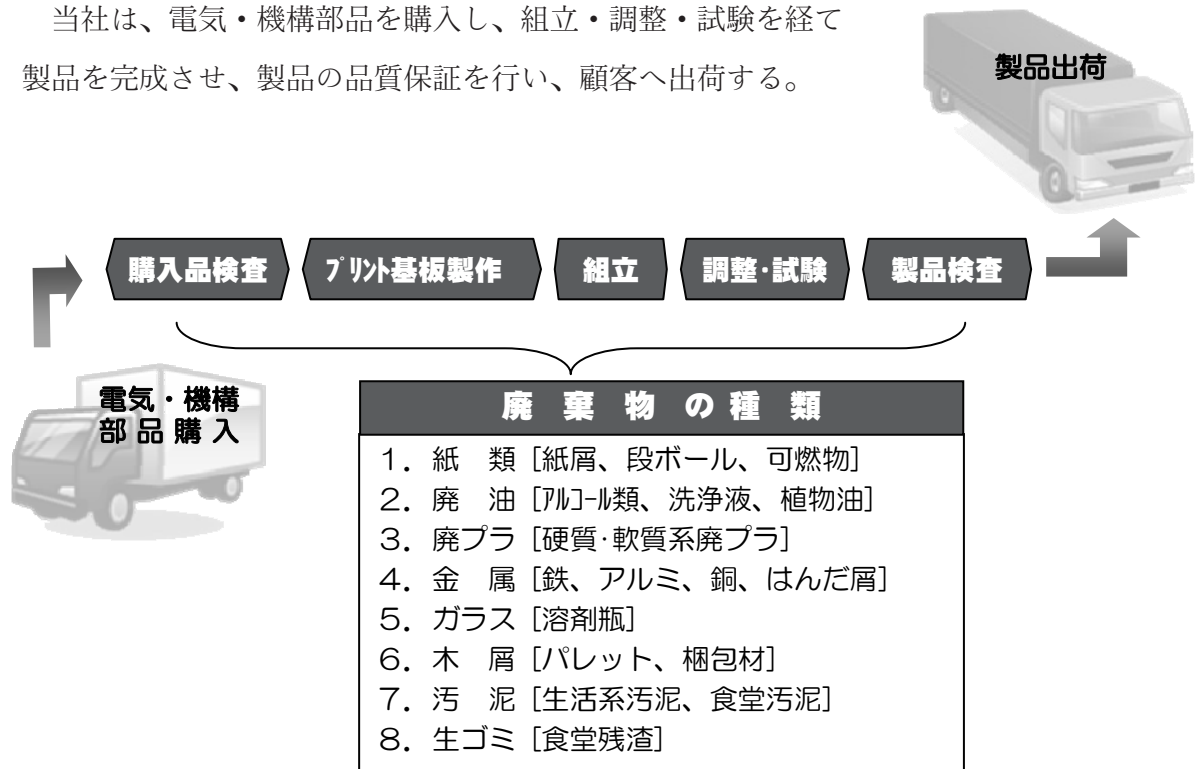 当社は、電気・機構部品を購入し、組立・調整・試験を経て
製品を完成させ、製品の品質保証を行い、顧客へ出荷する。
製品出荷
購入品検査
ﾌﾟﾘﾝﾄ基板製作
組立
調整･試験
製品検査
電気・機構
部品購入
廃棄物の種類
１．紙　類［紙屑、段ボール、可燃物］
２．廃　油［ｱﾙｺｰﾙ類、洗浄液、植物油］
３．廃プラ［硬質･軟質系廃プラ］
４．金　属［鉄、アルミ、銅、はんだ屑］
５．ガラス［溶剤瓶］
６．木　屑［パレット、梱包材］
７．汚　泥［生活系汚泥、食堂汚泥］
８．生ゴミ［食堂残渣］